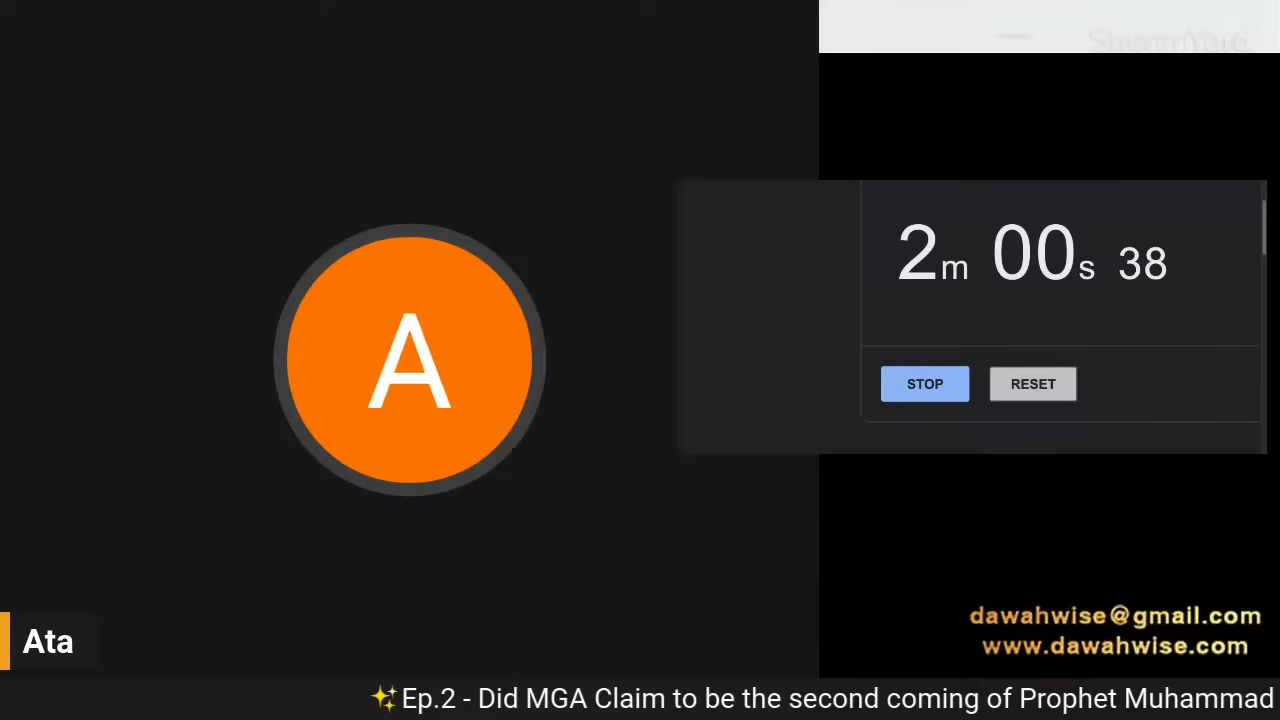 StreamYard
A
2m 00s 38
STOP RESET
dawahwise@gmail.com
www.dawahwise.com
Ata
✨Ep.2 - Did MGA Claim to be the second coming of Prophet Muhammad